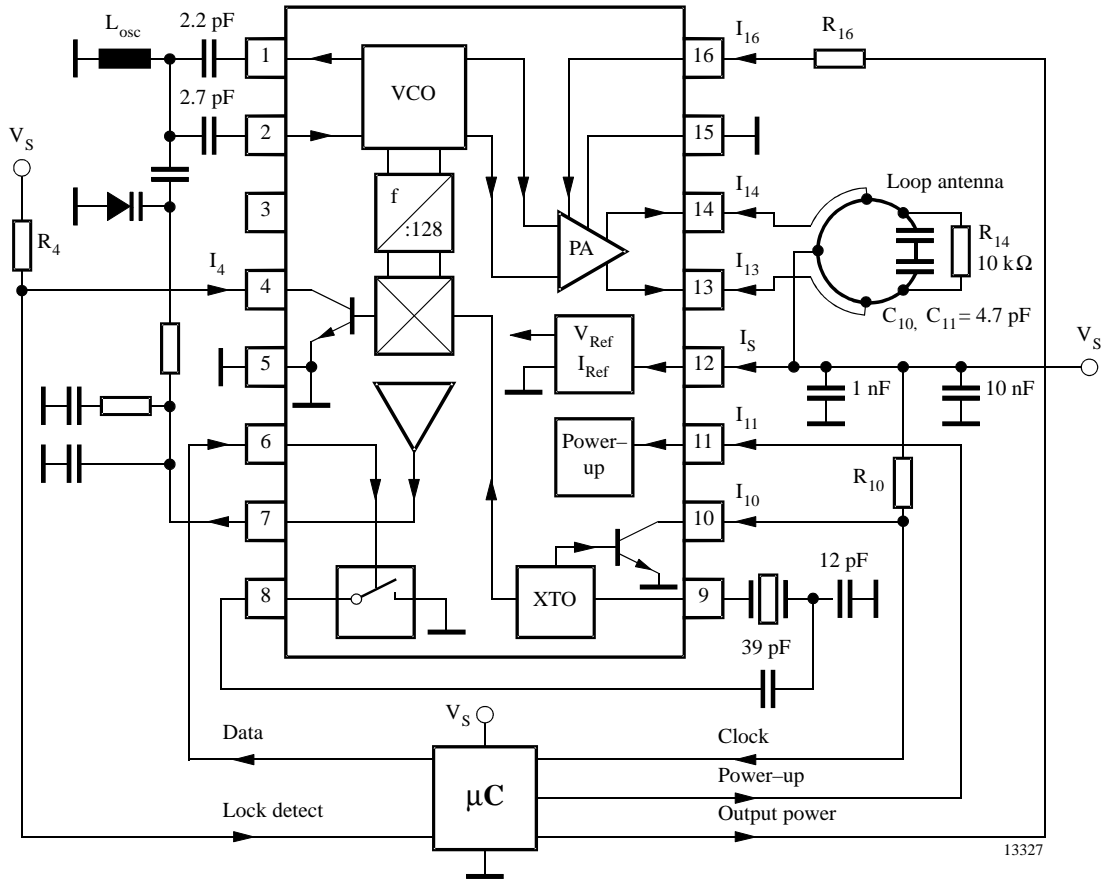 L_osc
2.2 pF
1
I_16
16
R_16
VCO
2.7 pF
V_S
2
15
I_14
Loop antenna
3
f
:128
14
PA
R_14
10 kΩ
R_4
I_4
4
I_13
13
C_10, C_11 = 4.7 pF
V_Ref
I_Ref
I_S
V_S
5
12
1 nF
10 nF
I_11
6
Power–
up
11
R_10
I_10
7
10
12 pF
8
XTO
9
39 pF
V_S
Data
Clock
μC
Power–up
Lock detect
Output power
13327